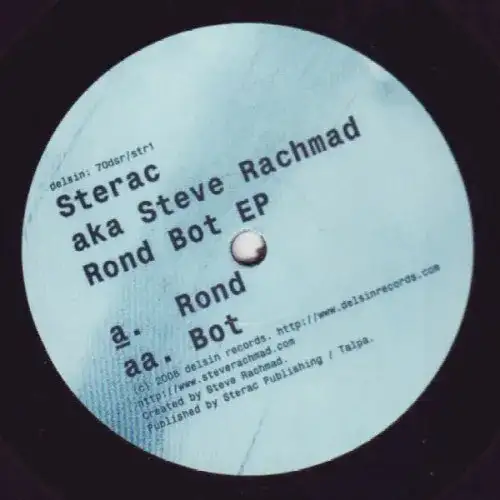 delsin: 70dsr/str1
Sterac
aka Steve Rachmad
Rond Bot EP
a. Rond
aa. Bot
(c) 2006 delsin records. http://www.delsinrecords.com
http://www.steverachmad.com
Created by Steve Rachmad.
Published by Sterac Publishing / Talpa.